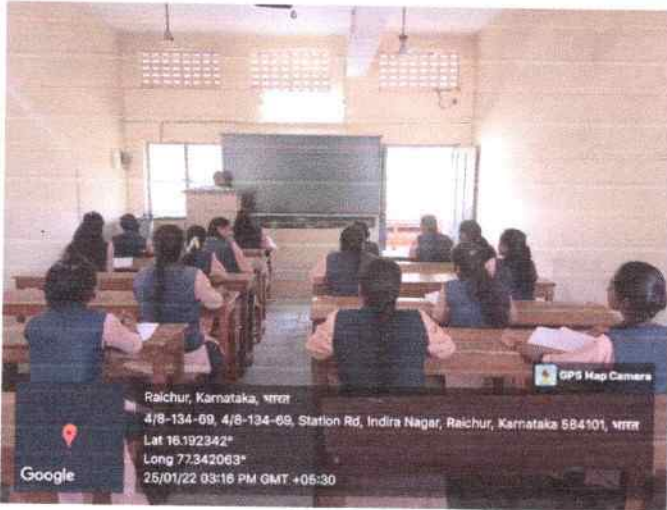 GPS Map Camera
Raichur, Karnataka, भारत
4/8-134-69, 4/8-134-69, Station Rd, Indira Nagar, Raichur, Karnataka 584101, भारत
Lat 16.192342°
Long 77.342063°
25/01/22 03:16 PM GMT +05:30
Google